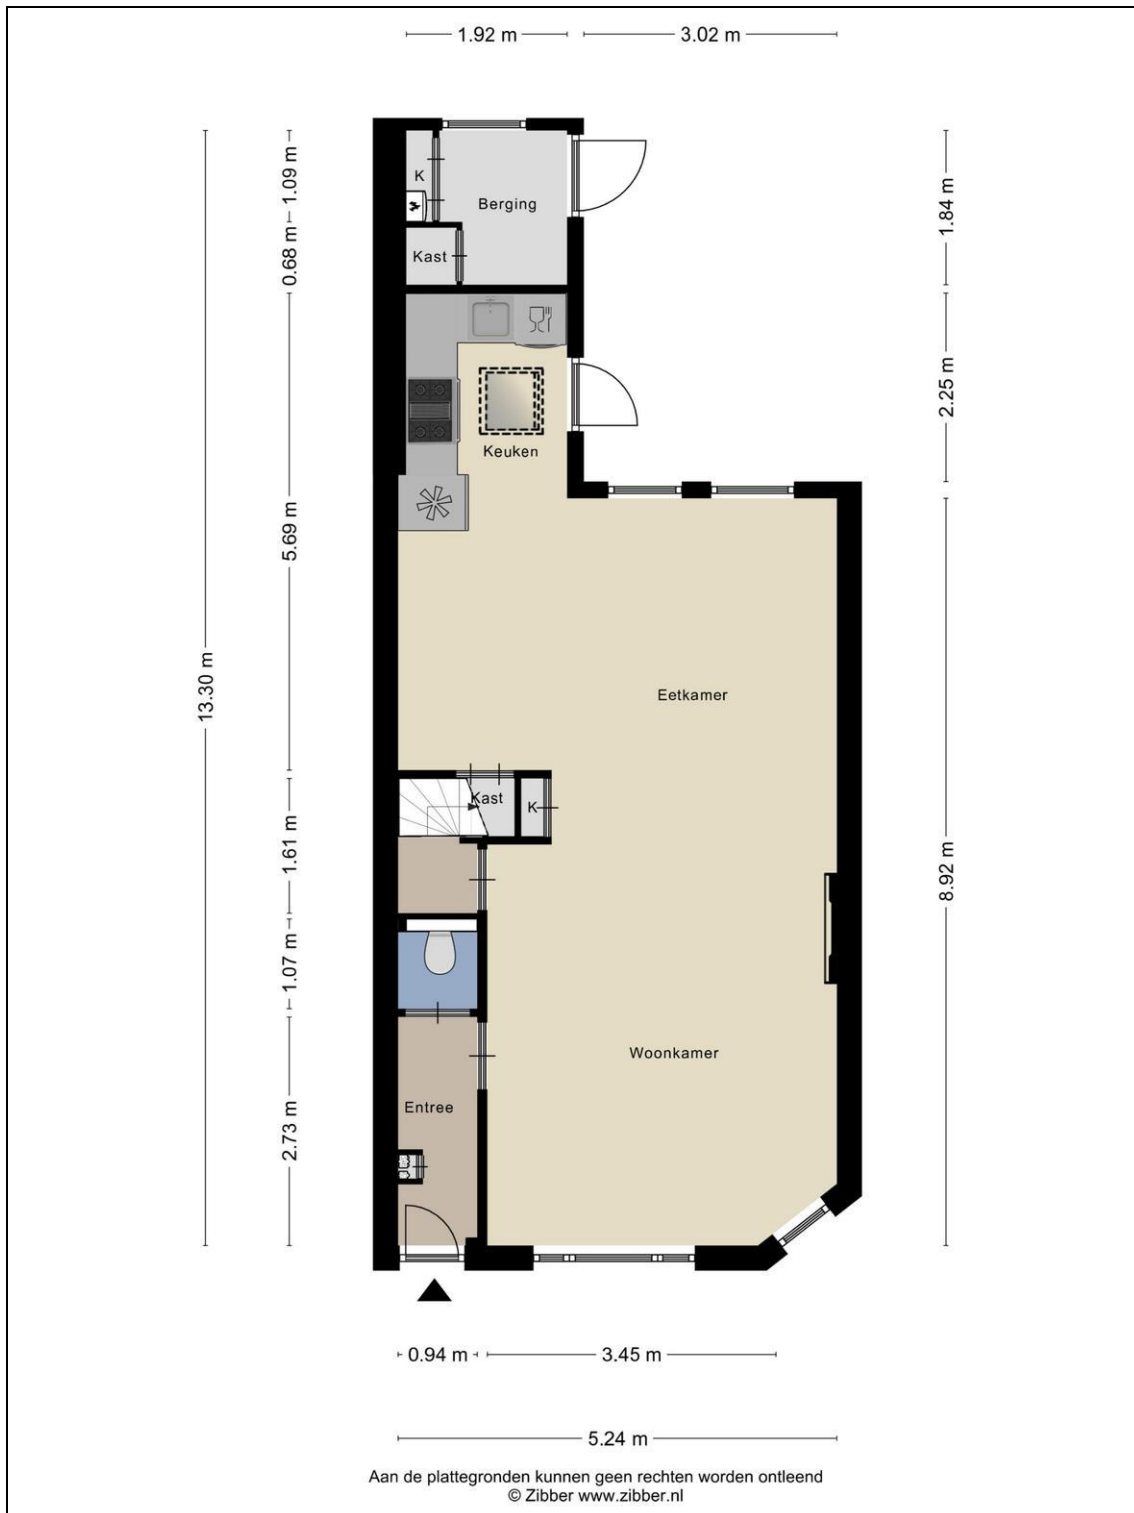 1.92 m
3.02 m
K
Berging
Kast
1.09 m
0.68 m
1.84 m
2.25 m
Keuken
5.69 m
13.30 m
Eetkamer
Kast
K
1.61 m
8.92 m
1.07 m
Woonkamer
Entree
2.73 m
0.94 m
3.45 m
5.24 m
Aan de plattegronden kunnen geen rechten worden ontleend
© Zibber www.zibber.nl